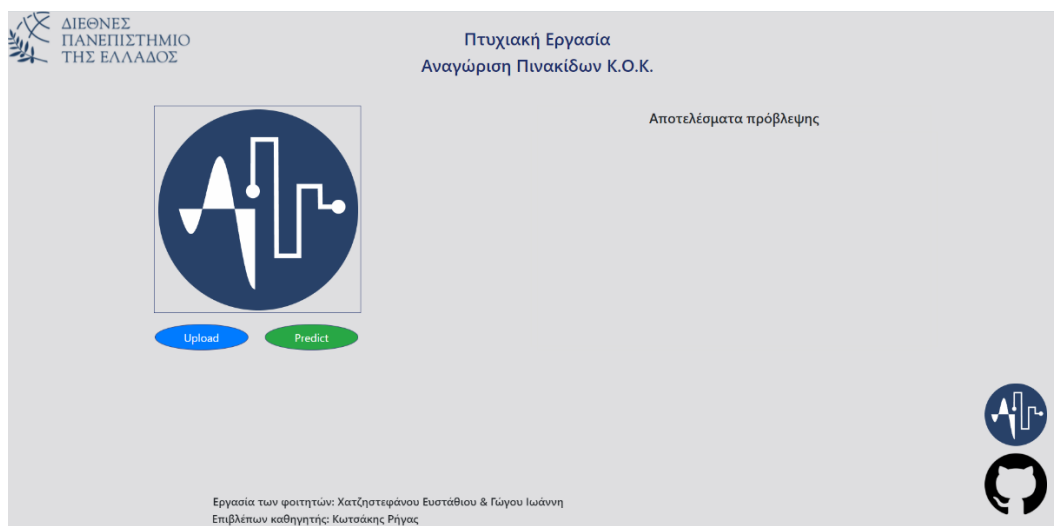 ΔΙΕΘΝΕΣ
ΠΑΝΕΠΙΣΤΗΜΙΟ
ΤΗΣ ΕΛΛΑΔΟΣ
Πτυχιακή Εργασία
Αναγώριση Πινακίδων Κ.Ο.Κ.
Αποτελέσματα πρόβλεψης
Upload
Predict
Εργασία των φοιτητών: Χατζηστεφάνου Ευστάθιου & Γώγου Ιωάννη
Επιβλέπων καθηγητής: Κωτσάκης Ρήγας